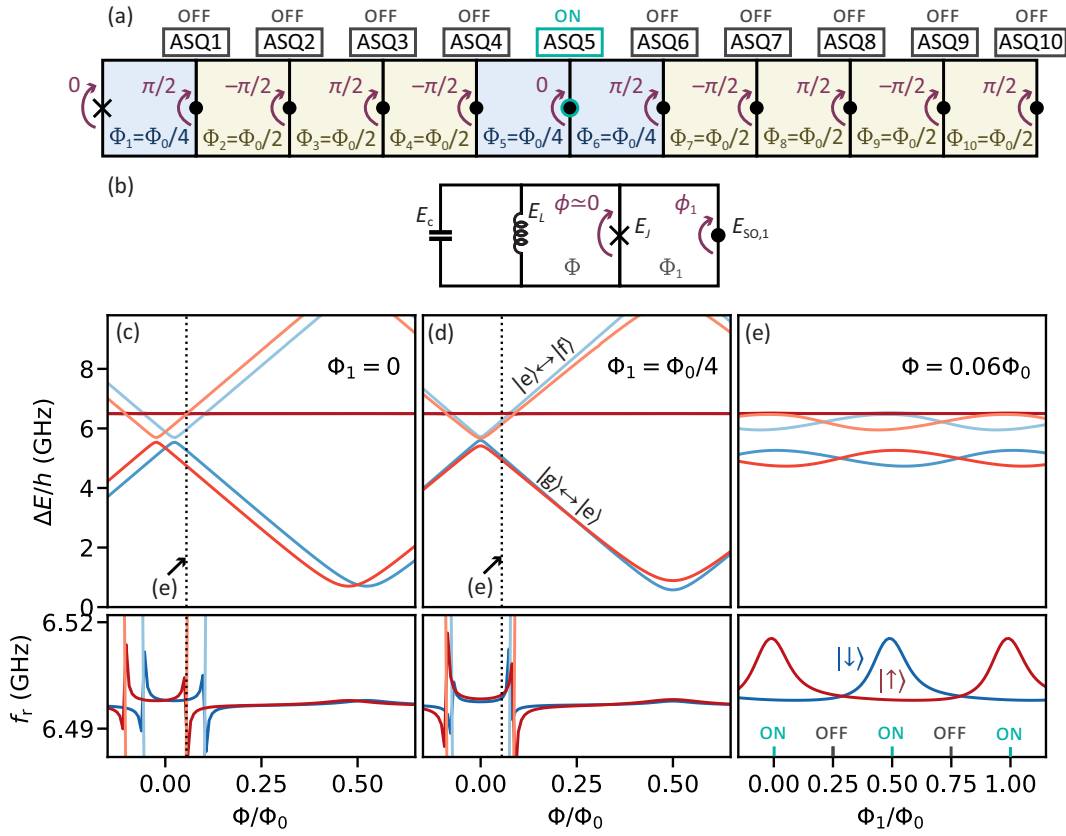 (a)
OFF OFF OFF OFF ON OFF OFF OFF OFF OFF
ASQ1 ASQ2 ASQ3 ASQ4 ASQ5 ASQ6 ASQ7 ASQ8 ASQ9 ASQ10
0 π/2 −π/2 π/2 −π/2 0 π/2 −π/2 π/2 −π/2 π/2
Φ₁=Φ₀/4 Φ₂=Φ₀/2 Φ₃=Φ₀/2 Φ₄=Φ₀/2 Φ₅=Φ₀/4 Φ₆=Φ₀/4 Φ₇=Φ₀/2 Φ₈=Φ₀/2 Φ₉=Φ₀/2 Φ₁₀=Φ₀/2
(b)
E_c E_L ϕ≃0 E_J ϕ₁ E_SO,1
Φ Φ₁
(c) Φ₁ = 0
(d) Φ₁ = Φ₀/4
(e) Φ = 0.06Φ₀
|e⟩↔|f⟩
|g⟩↔|e⟩
(e)
(e)
ΔE/h (GHz)
8
6
4
2
0
6.52
6.49
f_r (GHz)
|↓⟩
|↑⟩
ON OFF ON OFF ON
0.00 0.25 0.50
Φ/Φ₀
0.00 0.25 0.50
Φ/Φ₀
0.00 0.25 0.50 0.75 1.00
Φ₁/Φ₀